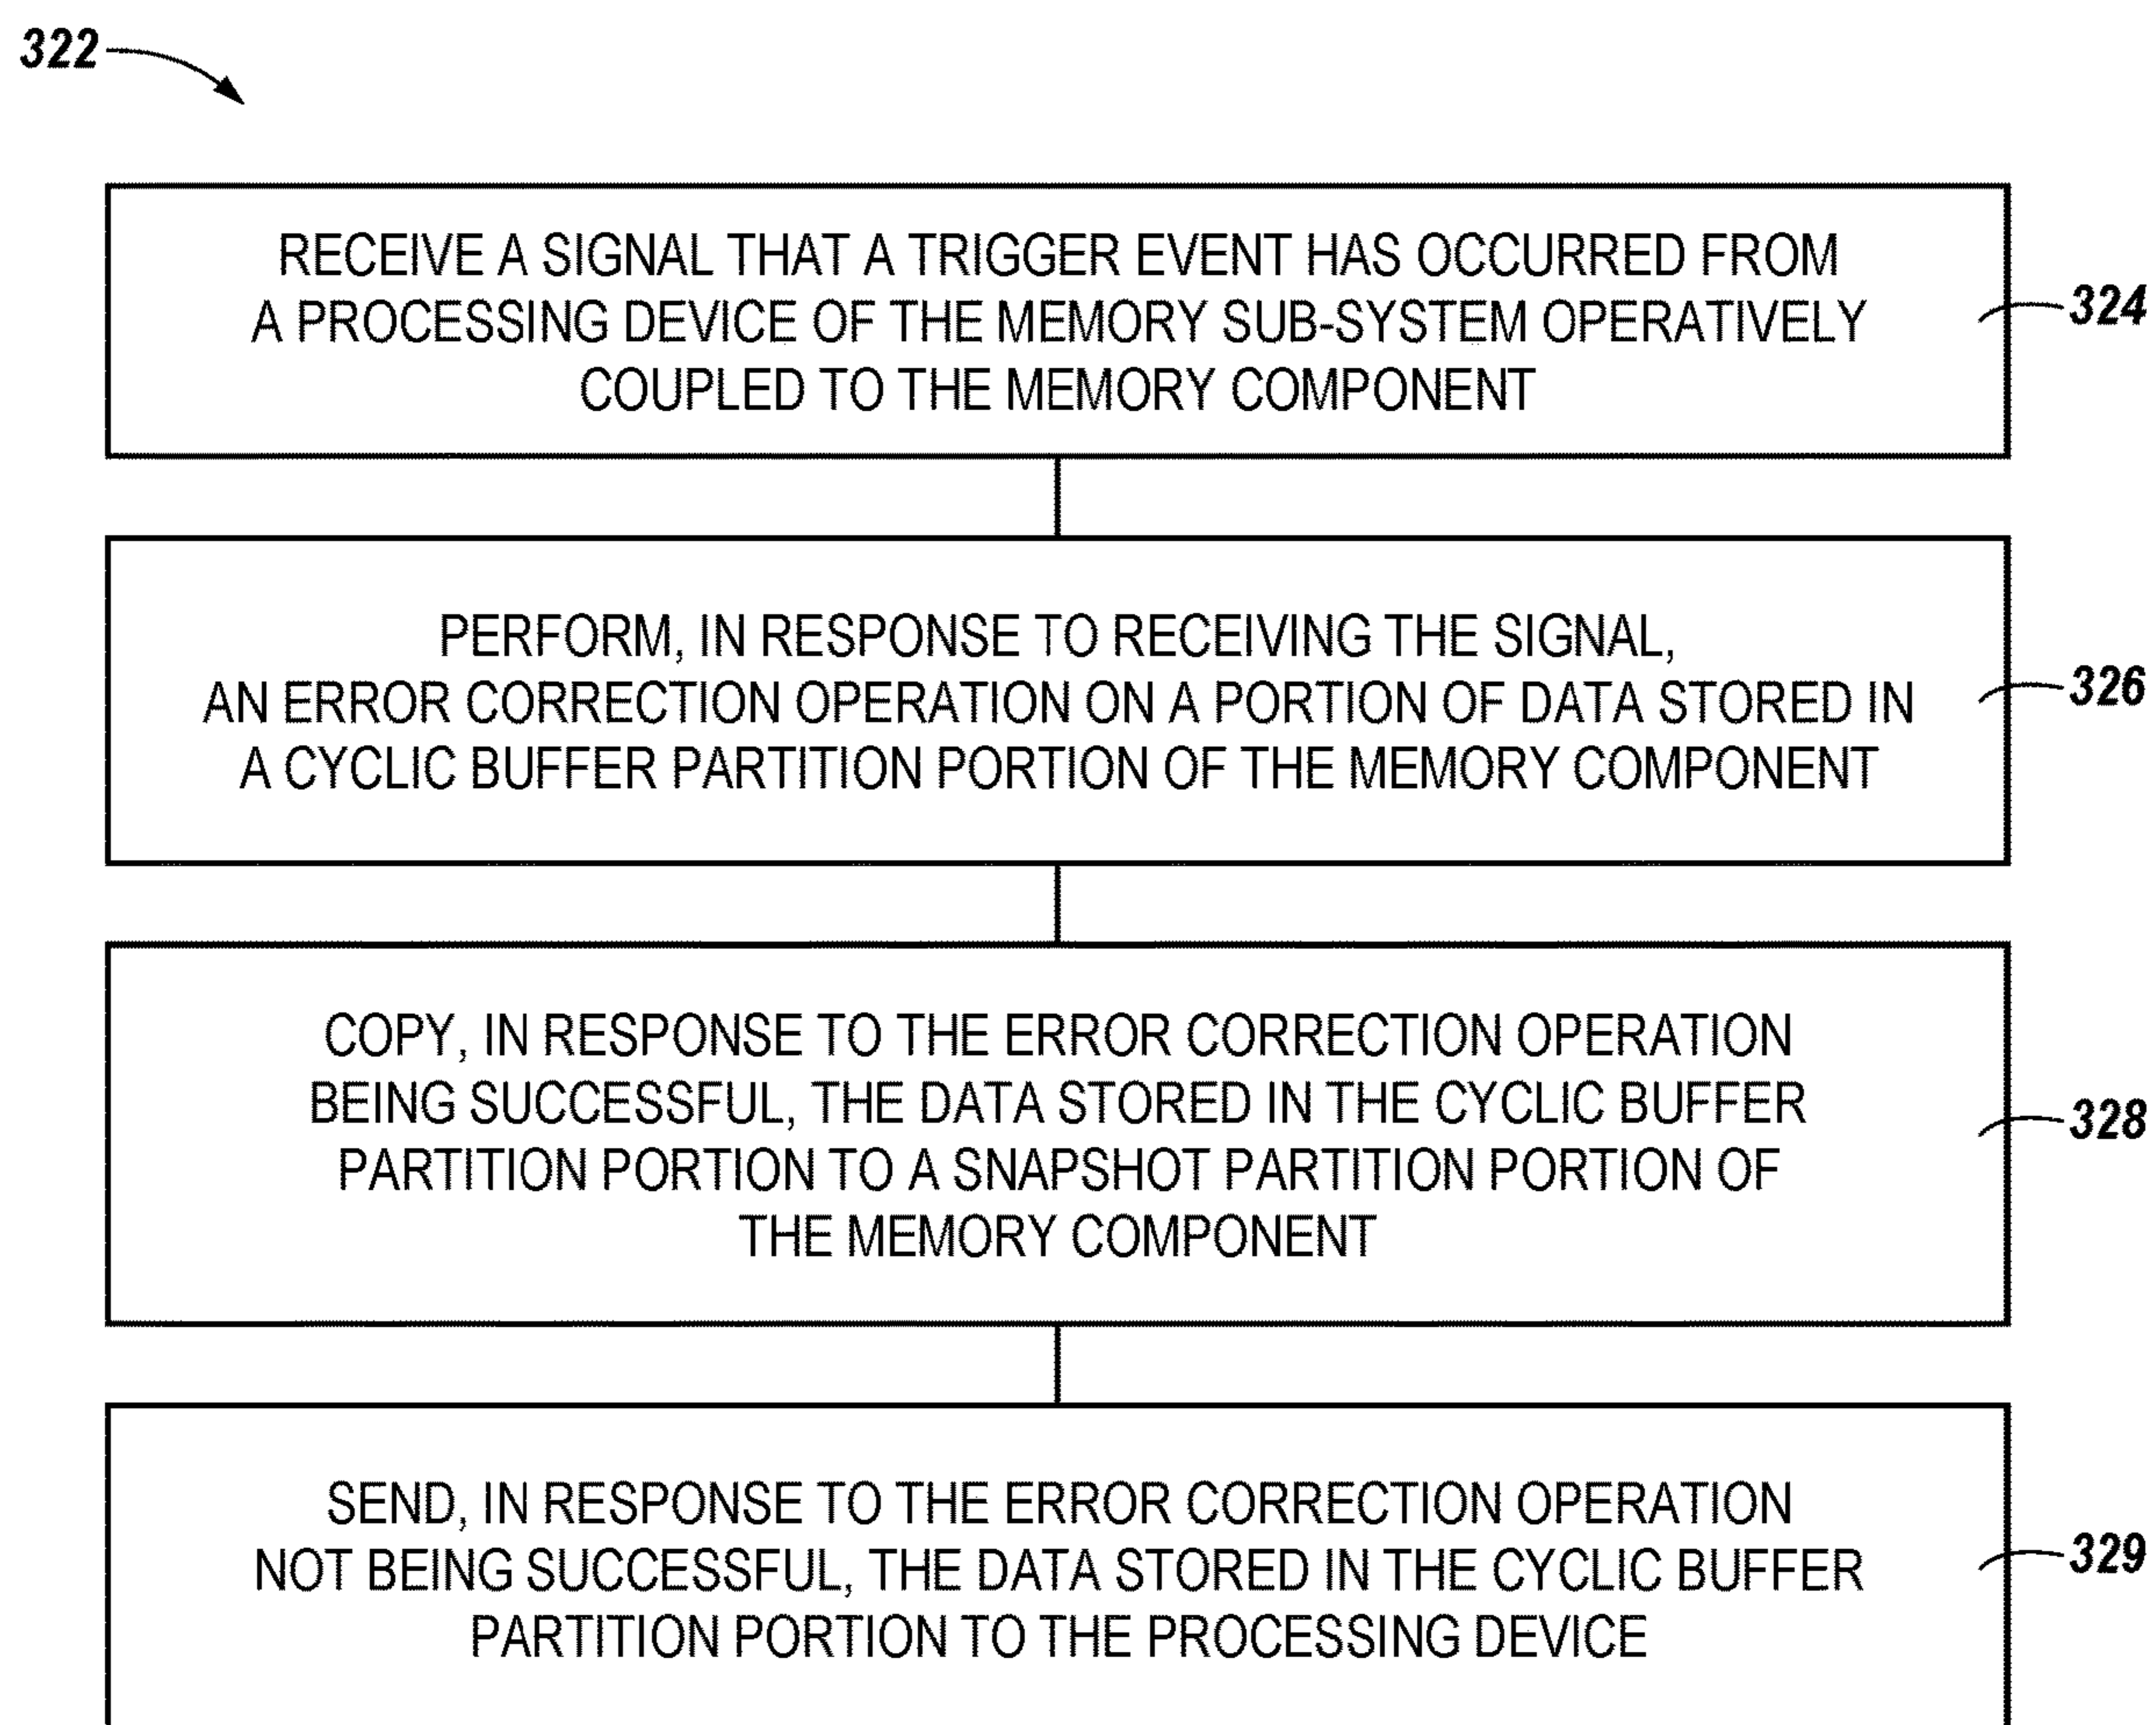 322
RECEIVE A SIGNAL THAT A TRIGGER EVENT HAS OCCURRED FROM
A PROCESSING DEVICE OF THE MEMORY SUB-SYSTEM OPERATIVELY
COUPLED TO THE MEMORY COMPONENT
324
PERFORM, IN RESPONSE TO RECEIVING THE SIGNAL,
AN ERROR CORRECTION OPERATION ON A PORTION OF DATA STORED IN
A CYCLIC BUFFER PARTITION PORTION OF THE MEMORY COMPONENT
326
COPY, IN RESPONSE TO THE ERROR CORRECTION OPERATION
BEING SUCCESSFUL, THE DATA STORED IN THE CYCLIC BUFFER
PARTITION PORTION TO A SNAPSHOT PARTITION PORTION OF
THE MEMORY COMPONENT
328
SEND, IN RESPONSE TO THE ERROR CORRECTION OPERATION
NOT BEING SUCCESSFUL, THE DATA STORED IN THE CYCLIC BUFFER
PARTITION PORTION TO THE PROCESSING DEVICE
329